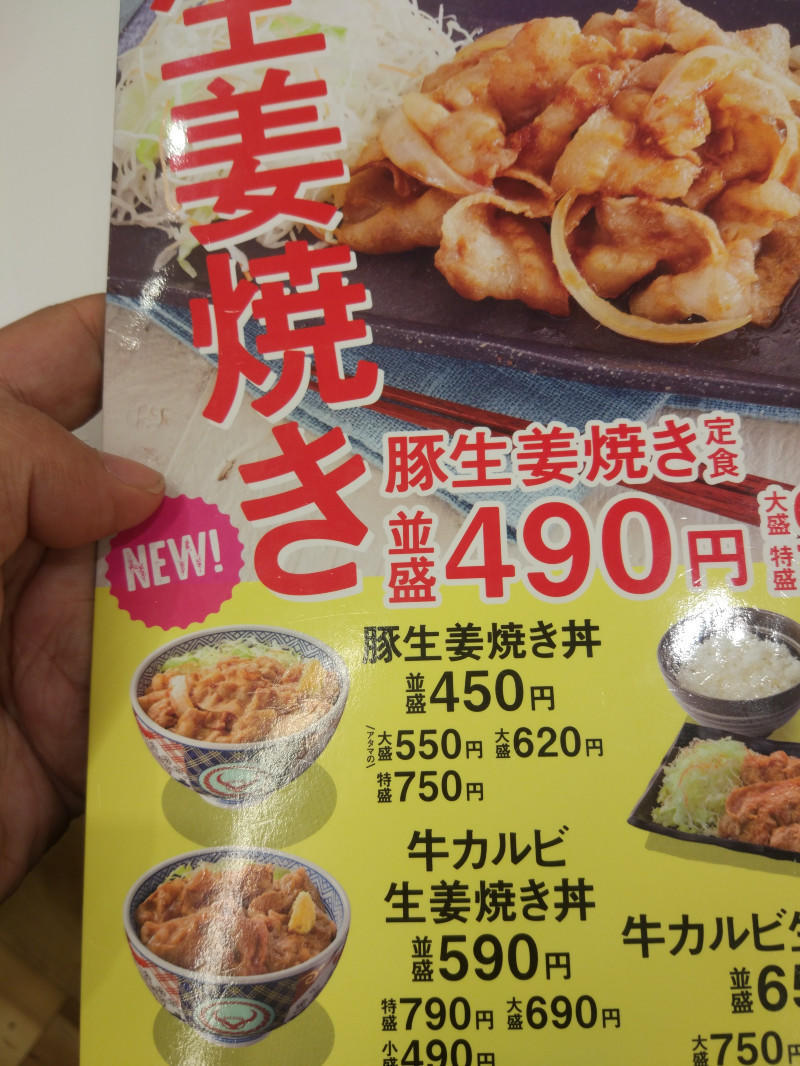 生姜焼き
NEW!
豚生姜焼き定食
並盛490円
大盛
特盛
豚生姜焼き丼
並盛450円
アタマの大盛550円 大盛620円
特盛750円
牛カルビ
生姜焼き丼
並盛590円
特盛790円 大盛690円
小盛490円
牛カルビ
並盛65
大盛750円